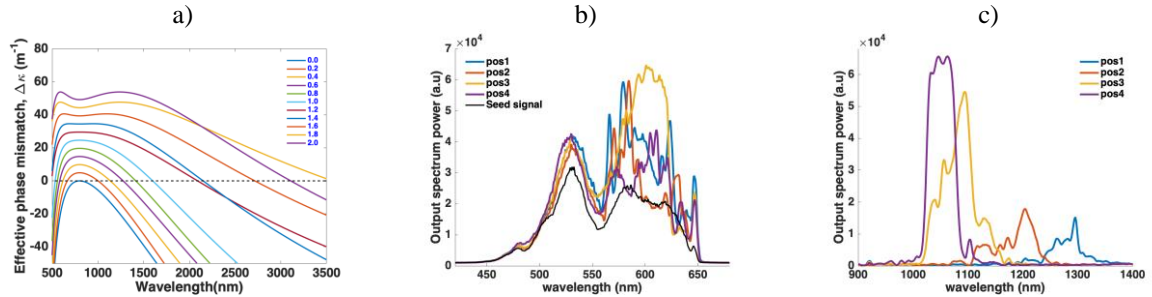 a)
b)
c)
Effective phase mismatch, Δκ (m⁻¹)
80
60
40
20
0
-20
-40
500 1000 1500 2000 2500 3000 3500
Wavelength(nm)
0.0
0.2
0.4
0.6
0.8
1.0
1.2
1.4
1.6
1.8
2.0
Output spectrum power (a.u)
×10⁴
7
6
5
4
3
2
1
0
450 500 550 600 650
wavelength (nm)
pos1
pos2
pos3
pos4
Seed signal
Output spectrum power (a.u)
×10⁴
6
5
4
3
2
1
0
900 1000 1100 1200 1300 1400
wavelength (nm)
pos1
pos2
pos3
pos4